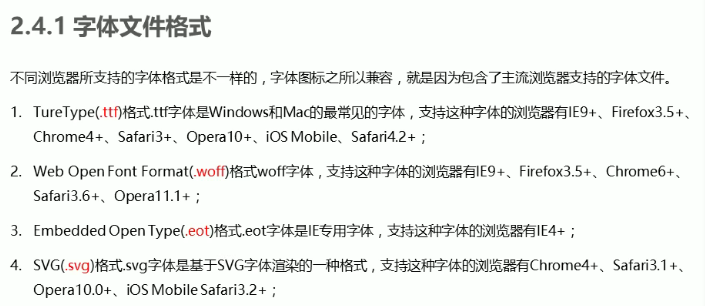 2.4.1 字体文件格式
不同浏览器所支持的字体格式是不一样的，字体图标之所以兼容，就是因为包含了主流浏览器支持的字体文件。
1. TureType(.ttf)格式.ttf字体是Windows和Mac的最常见的字体，支持这种字体的浏览器有IE9+、Firefox3.5+、
Chrome4+、Safari3+、Opera10+、iOS Mobile、Safari4.2+；
2. Web Open Font Format(.woff)格式woff字体，支持这种字体的浏览器有IE9+、Firefox3.5+、Chrome6+、
Safari3.6+、Opera11.1+；
3. Embedded Open Type(.eot)格式.eot字体是IE专用字体，支持这种字体的浏览器有IE4+；
4. SVG(.svg)格式.svg字体是基于SVG字体渲染的一种格式，支持这种字体的浏览器有Chrome4+、Safari3.1+、
Opera10.0+、iOS Mobile Safari3.2+；